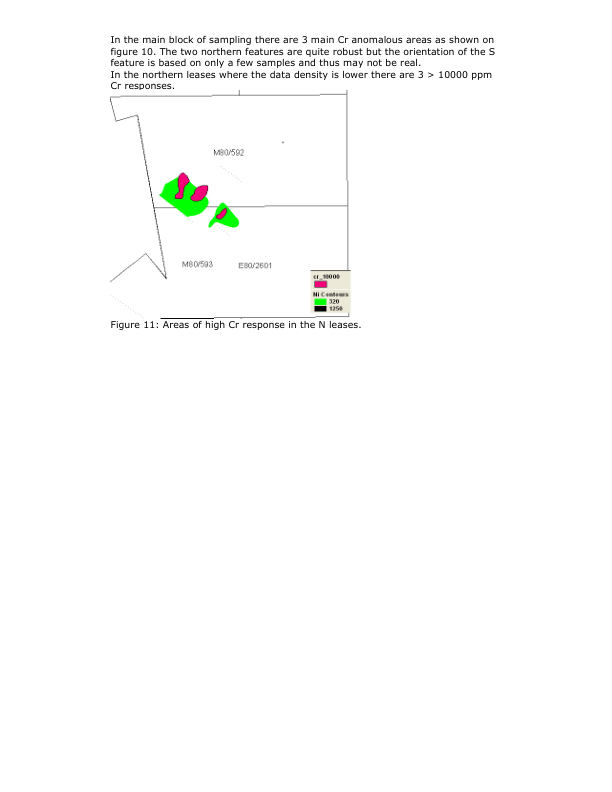 In the main block of sampling there are 3 main Cr anomalous areas as shown on
figure 10. The two northern features are quite robust but the orientation of the S
feature is based on only a few samples and thus may not be real.
In the northern leases where the data density is lower there are 3 > 10000 ppm
Cr responses.
M80/592
M80/593
E80/2601
cr_10000
Ni Contours
320
1250
Figure 11: Areas of high Cr response in the N leases.